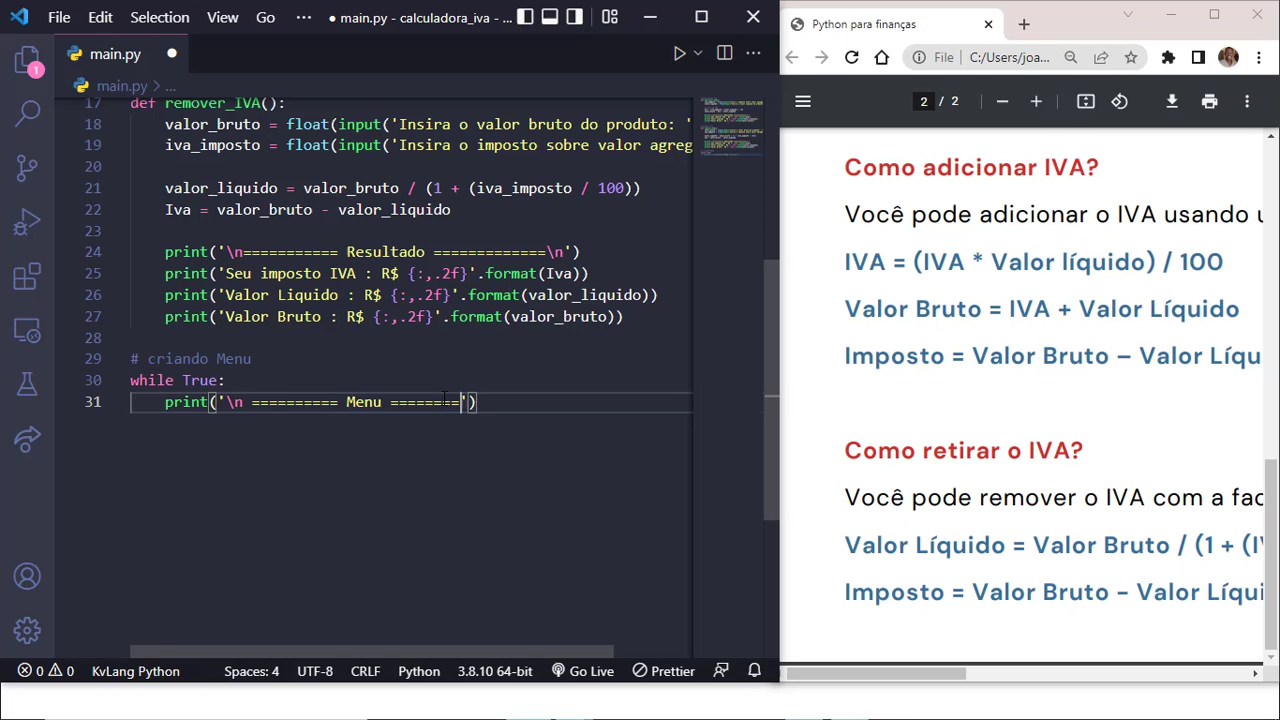 File Edit Selection View Go ··· ● main.py - calculadora_iva - ...
main.py ●
main.py > ...
17 def remover_IVA():
18 valor_bruto = float(input('Insira o valor bruto do produto: '
19 iva_imposto = float(input('Insira o imposto sobre valor agreg
20
21 valor_liquido = valor_bruto / (1 + (iva_imposto / 100))
22 Iva = valor_bruto - valor_liquido
23
24 print('\n=========== Resultado =============\n')
25 print('Seu imposto IVA : R$ {:,.2f}'.format(Iva))
26 print('Valor Liquido : R$ {:,.2f}'.format(valor_liquido))
27 print('Valor Bruto : R$ {:,.2f}'.format(valor_bruto))
28
29 # criando Menu
30 while True:
31 print('\n ========== Menu ========')
1
0 0 KvLang Python Spaces: 4 UTF-8 CRLF Python 3.8.10 64-bit Go Live Prettier
Python para finanças
File C:/Users/joa...
2 / 2
Como adicionar IVA?
Você pode adicionar o IVA usando u
IVA = (IVA * Valor líquido) / 100
Valor Bruto = IVA + Valor Líquido
Imposto = Valor Bruto – Valor Líqu
Como retirar o IVA?
Você pode remover o IVA com a fac
Valor Líquido = Valor Bruto / (1 + (I
Imposto = Valor Bruto - Valor Líqui